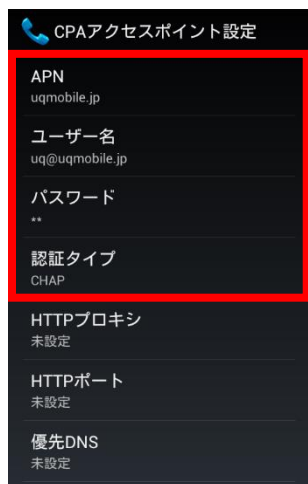 CPAアクセスポイント設定
APN
uqmobile.jp
ユーザー名
uq@uqmobile.jp
パスワード
**
認証タイプ
CHAP
HTTPプロキシ
未設定
HTTPポート
未設定
優先DNS
未設定